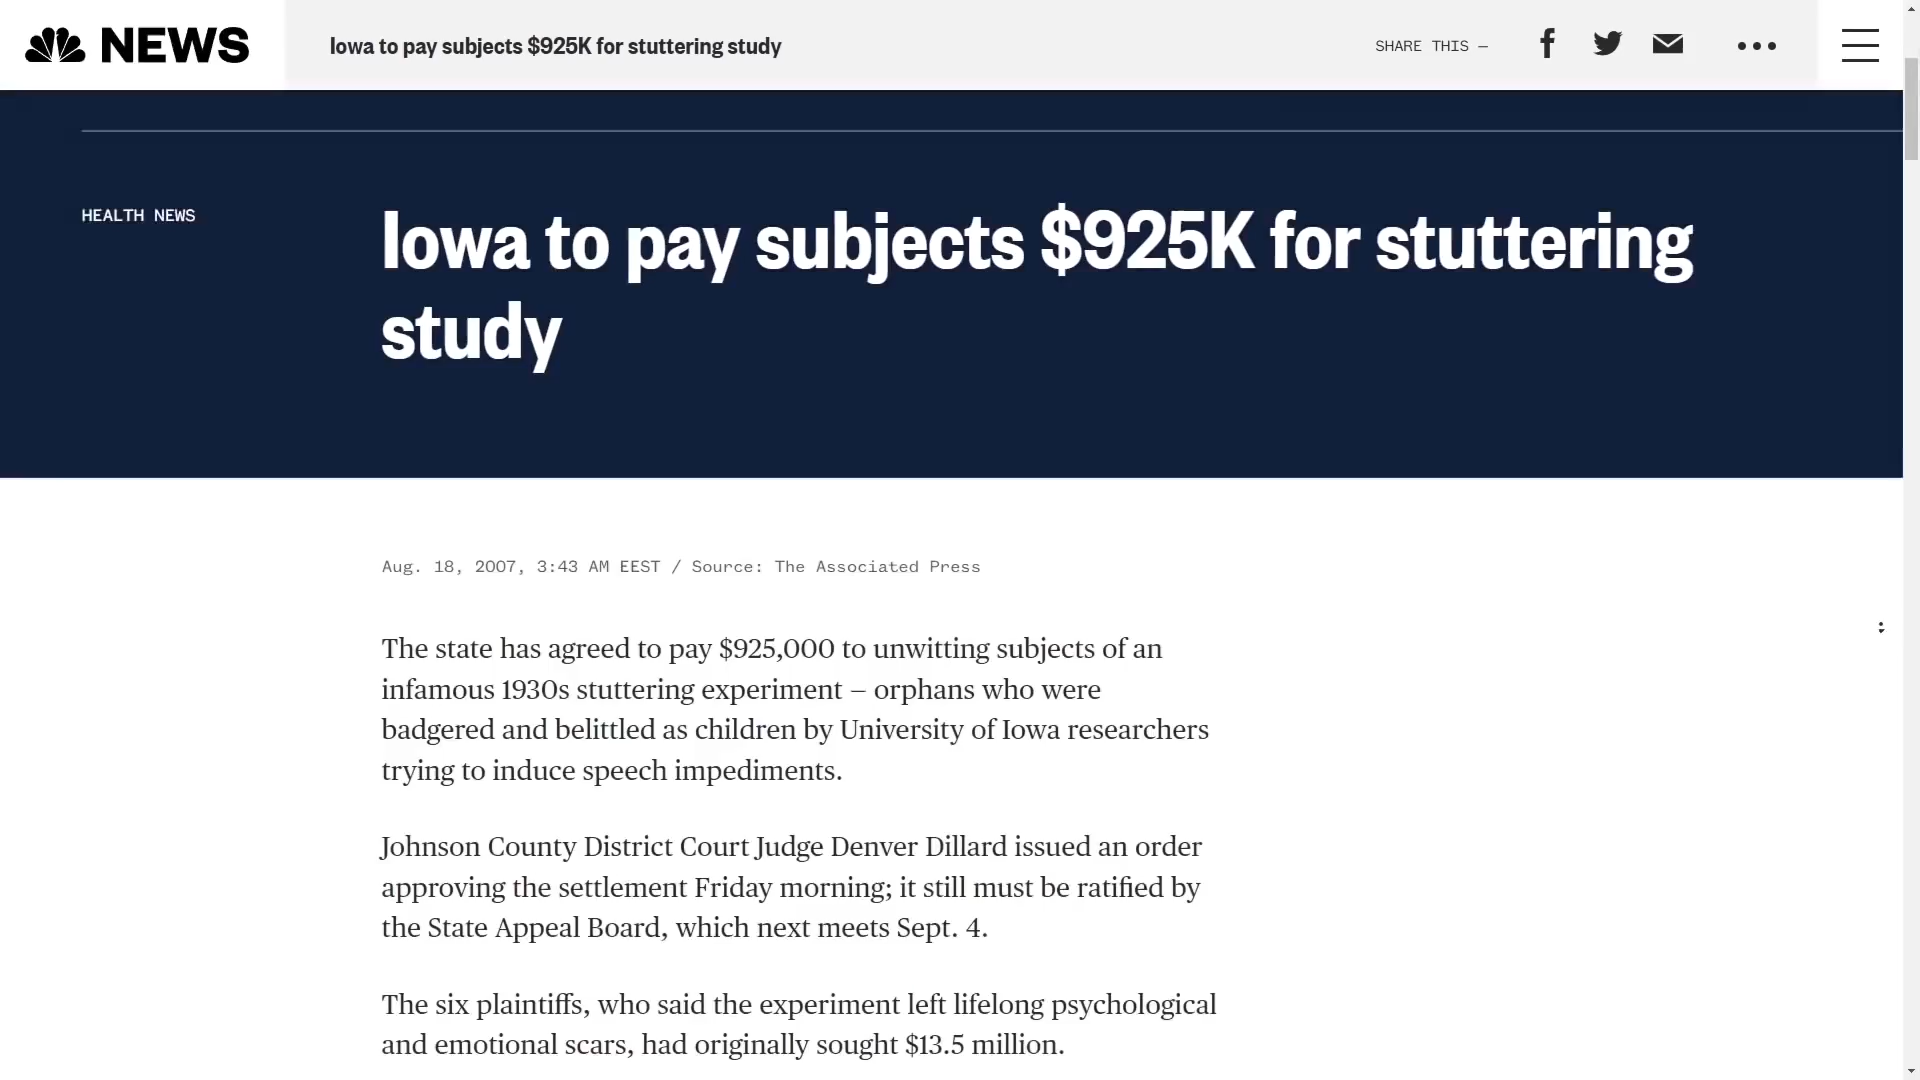 NEWS
Iowa to pay subjects $925K for stuttering study
SHARE THIS —
HEALTH NEWS
Iowa to pay subjects $925K for stuttering
study
Aug. 18, 2007, 3:43 AM EEST / Source: The Associated Press
The state has agreed to pay $925,000 to unwitting subjects of an
infamous 1930s stuttering experiment — orphans who were
badgered and belittled as children by University of Iowa researchers
trying to induce speech impediments.
Johnson County District Court Judge Denver Dillard issued an order
approving the settlement Friday morning; it still must be ratified by
the State Appeal Board, which next meets Sept. 4.
The six plaintiffs, who said the experiment left lifelong psychological
and emotional scars, had originally sought $13.5 million.